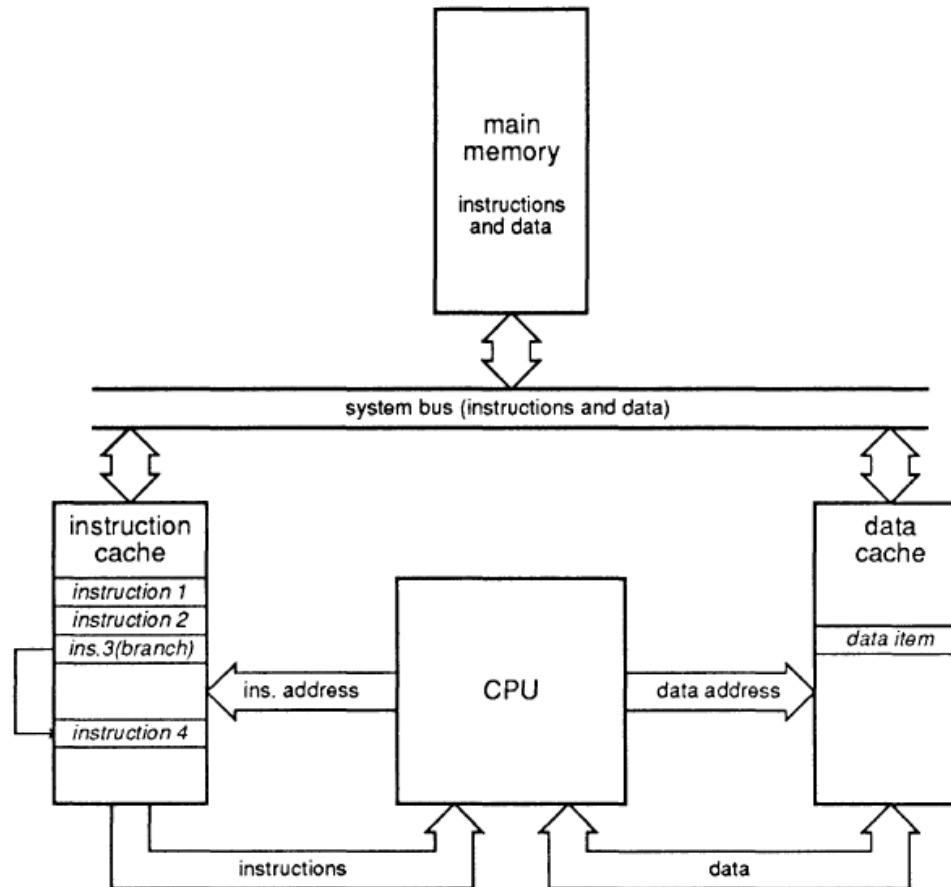 main
memory
instructions
and data
system bus (instructions and data)
instruction
cache
instruction 1
instruction 2
ins.3(branch)
instruction 4
ins. address
CPU
data address
data
cache
data item
instructions
data